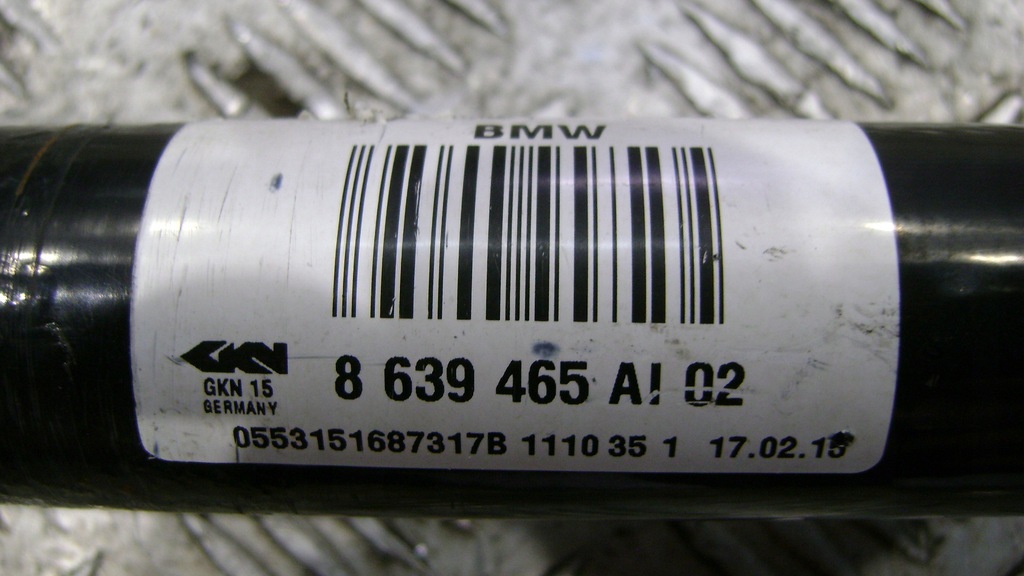 BMW
GKN
8 639 465 AI 02
GKN 15
GERMANY
0553151687317B 1110 35 1 17.02.15